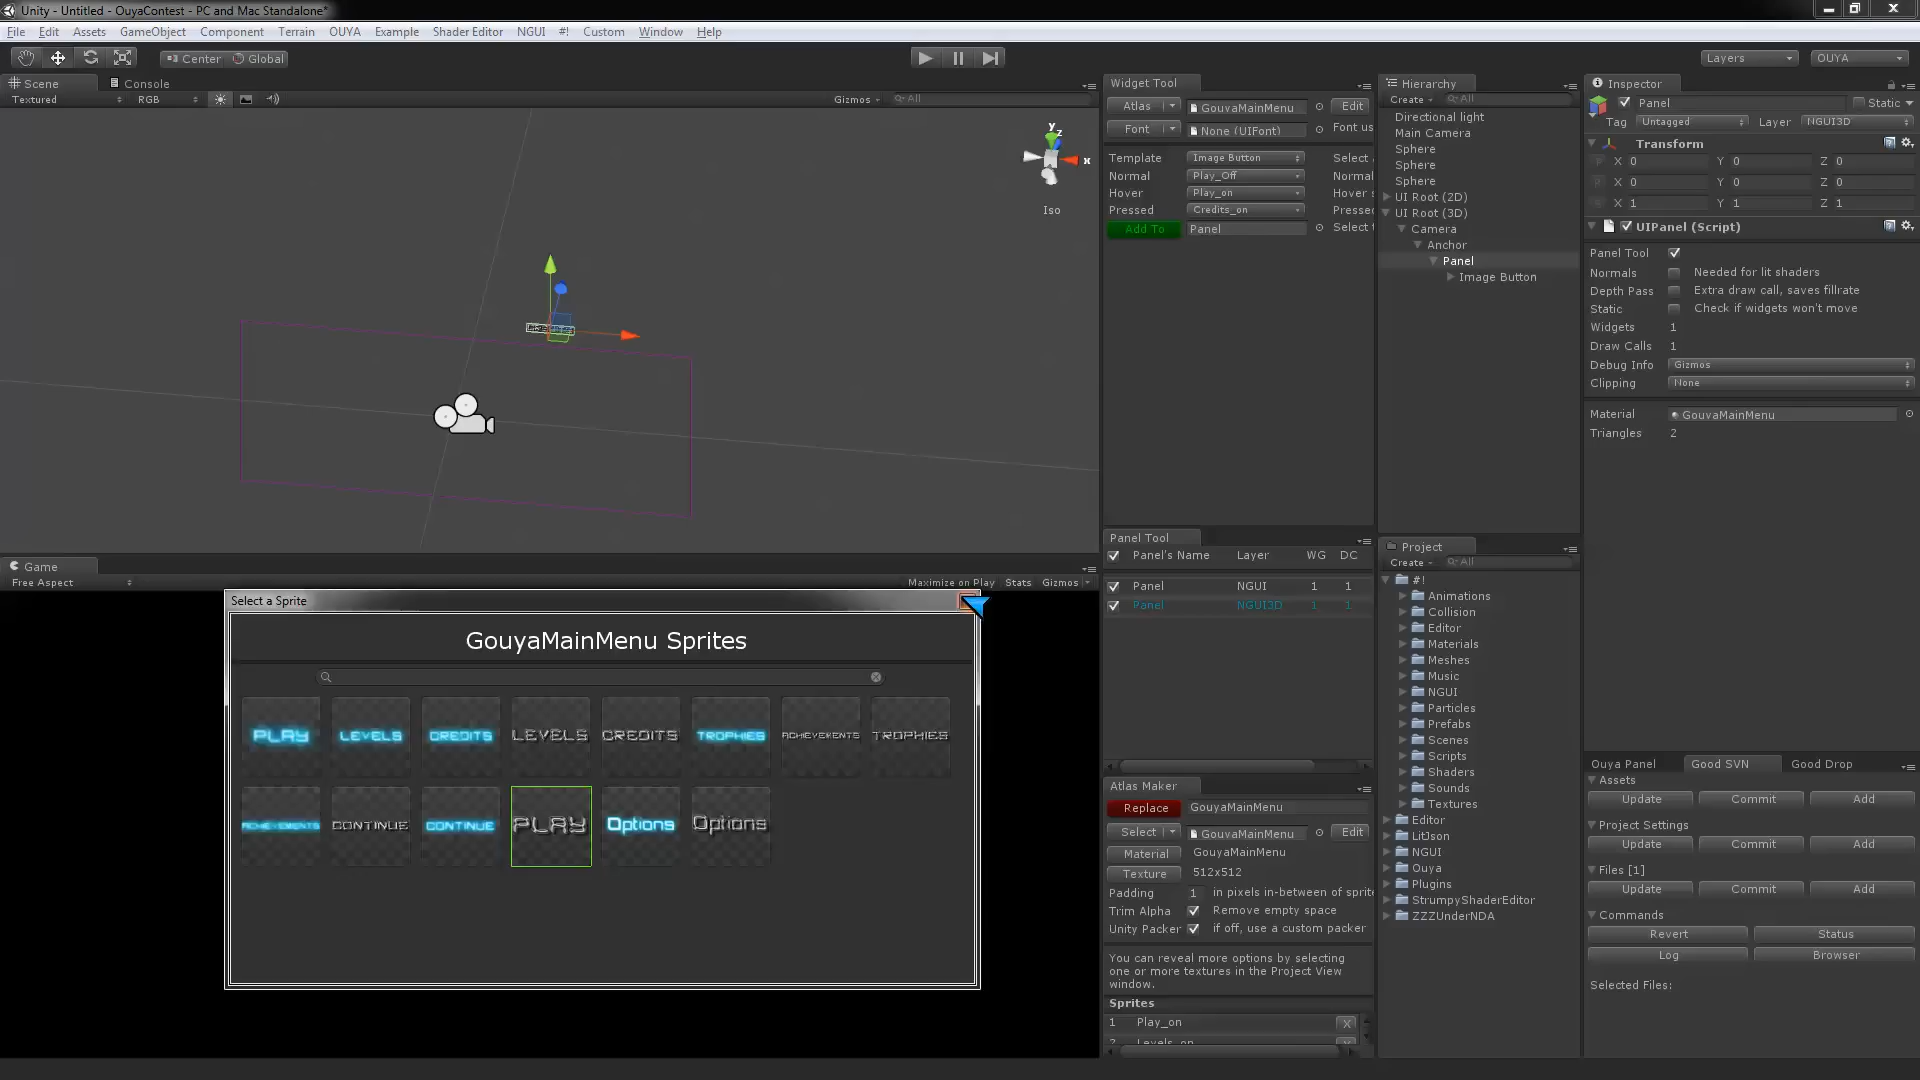 Unity - Untitled - OuyaContest - PC and Mac Standalone*
File Edit Assets GameObject Component Terrain OUYA Example Shader Editor NGUI #! Custom Window Help
Center Global Layers OUYA
Scene Console
Textured RGB Gizmos All
y z x
Iso
Widget Tool
Atlas GouyaMainMenu Edit
Font None (UIFont) Font us
Template Image Button Select
Normal Play_Off Normal
Hover Play_on Hover s
Pressed Credits_on Presse
Add To Panel Select t
Hierarchy
Create All
Directional light
Main Camera
Sphere
Sphere
Sphere
UI Root (2D)
UI Root (3D)
Camera
Anchor
Panel
Image Button
Inspector
Panel Static
Tag Untagged Layer NGUI3D
Transform
X 0 Y 0 Z 0
X 0 Y 0 Z 0
X 1 Y 1 Z 1
UIPanel (Script)
Panel Tool
Normals Needed for lit shaders
Depth Pass Extra draw call, saves fillrate
Static Check if widgets won't move
Widgets 1
Draw Calls 1
Debug Info Gizmos
Clipping None
Material GouyaMainMenu
Triangles 2
Game
Free Aspect Maximize on Play Stats Gizmos
Select a Sprite
GouyaMainMenu Sprites
PLAY LEVELS CREDITS LEVELS CREDITS TROPHIES ACHIEVEMENTS TROPHIES
ACHIEVEMENTS CONTINUE CONTINUE PLAY Options Options
Panel Tool
Panel's Name Layer WG DC
Panel NGUI 1 1
Panel NGUI3D 1 1
Atlas Maker
Replace GouyaMainMenu
Select GouyaMainMenu Edit
Material GouyaMainMenu
Texture 512x512
Padding 1 in pixels in-between of sprite
Trim Alpha Remove empty space
Unity Packer if off, use a custom packer
You can reveal more options by selecting
one or more textures in the Project View
window.
Sprites
1 Play_on X
2 Levels_on
Project
Create All
#!
Animations
Collision
Editor
Materials
Meshes
Music
NGUI
Particles
Prefabs
Scenes
Scripts
Shaders
Sounds
Textures
Editor
LitJson
NGUI
Ouya
Plugins
StrumpyShaderEditor
ZZZUnderNDA
Ouya Panel Good SVN Good Drop
Assets
Update Commit Add
Project Settings
Update Commit Add
Files [1]
Update Commit Add
Commands
Revert Status
Log Browser
Selected Files: